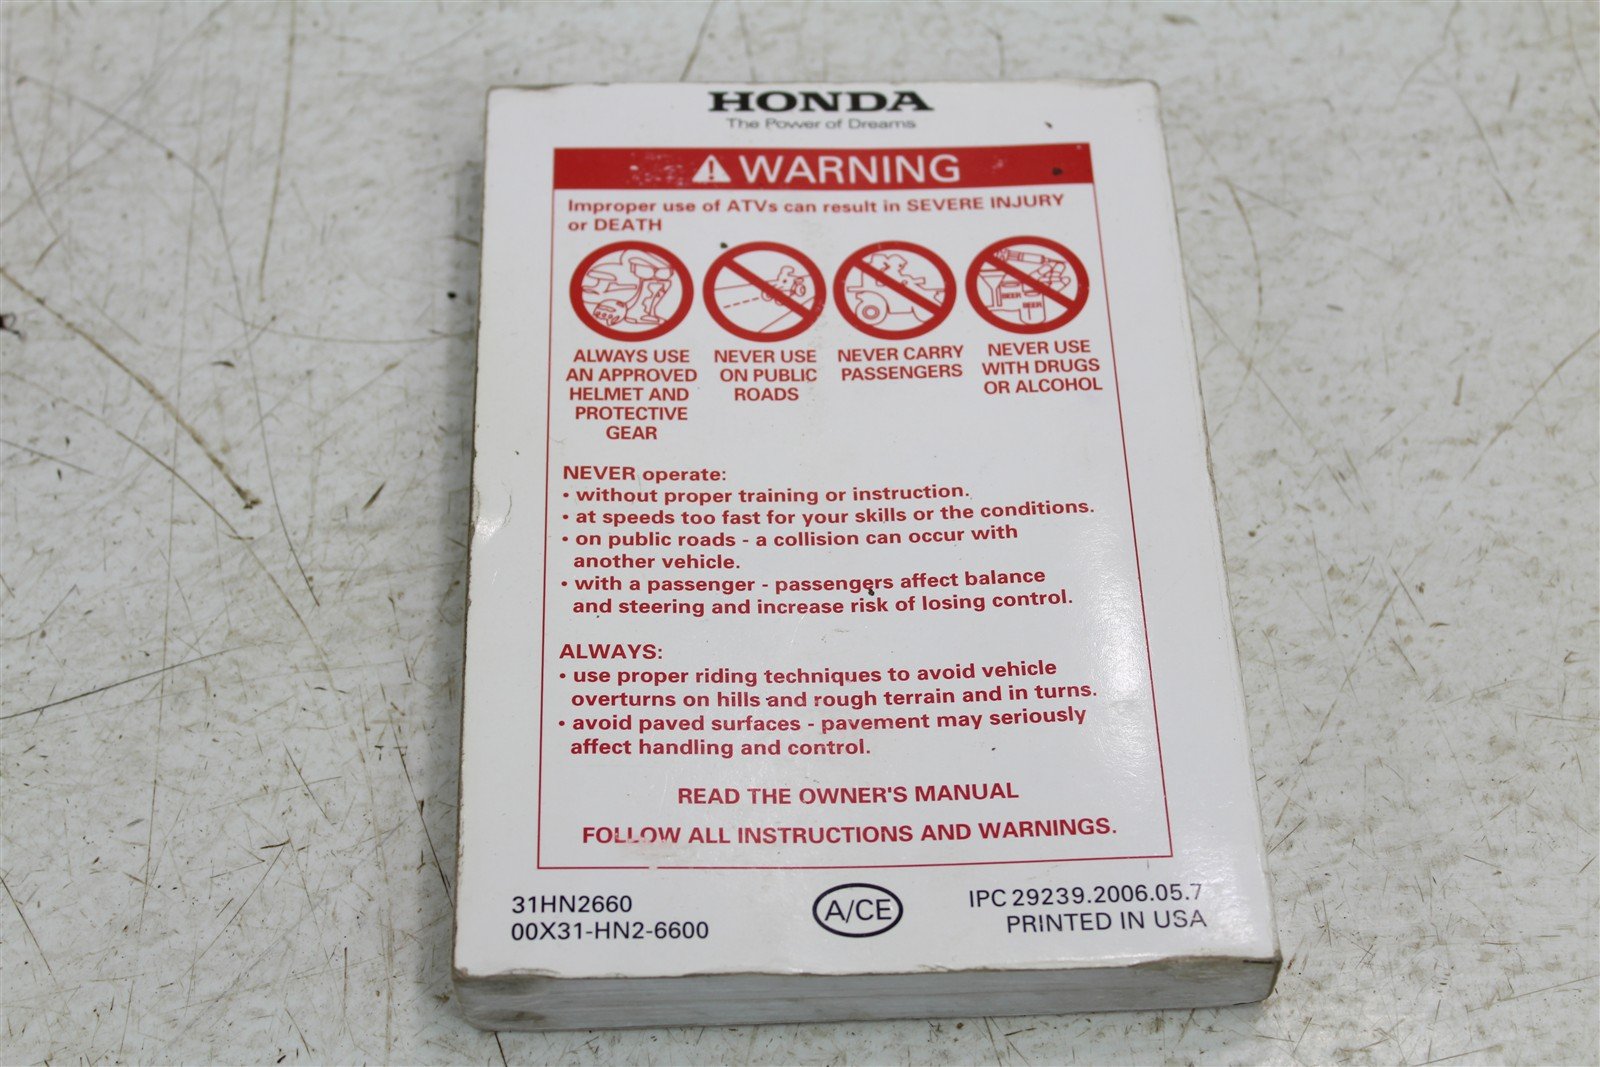 HONDA
The Power of Dreams
WARNING
Improper use of ATVs can result in SEVERE INJURY
or DEATH
BEER
BEER
ALWAYS USE
AN APPROVED
HELMET AND
PROTECTIVE
GEAR
NEVER USE
ON PUBLIC
ROADS
NEVER CARRY
PASSENGERS
NEVER USE
WITH DRUGS
OR ALCOHOL
NEVER operate:
• without proper training or instruction.
• at speeds too fast for your skills or the conditions.
• on public roads - a collision can occur with
another vehicle.
• with a passenger - passengers affect balance
and steering and increase risk of losing control.
ALWAYS:
• use proper riding techniques to avoid vehicle
overturns on hills and rough terrain and in turns.
• avoid paved surfaces - pavement may seriously
affect handling and control.
READ THE OWNER'S MANUAL
FOLLOW ALL INSTRUCTIONS AND WARNINGS.
31HN2660
00X31-HN2-6600
A/CE
IPC 29239.2006.05.7
PRINTED IN USA